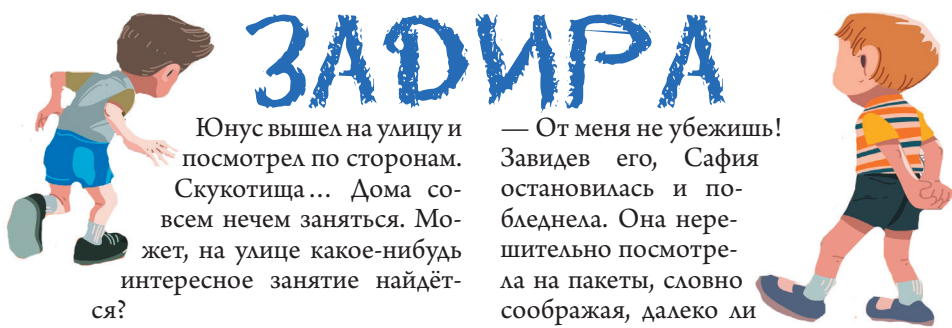 ЗАДИРА
Юнус вышел на улицу и
посмотрел по сторонам.
Скукотища... Дома со-
всем нечем заняться. Мо-
жет, на улице какое-нибудь
интересное занятие найдёт-
ся?
— От меня не убежишь!
Завидев его, Сафия
остановилась и по-
бледнела. Она нере-
шительно посмотре-
ла на пакеты, словно
соображая, далеко ли